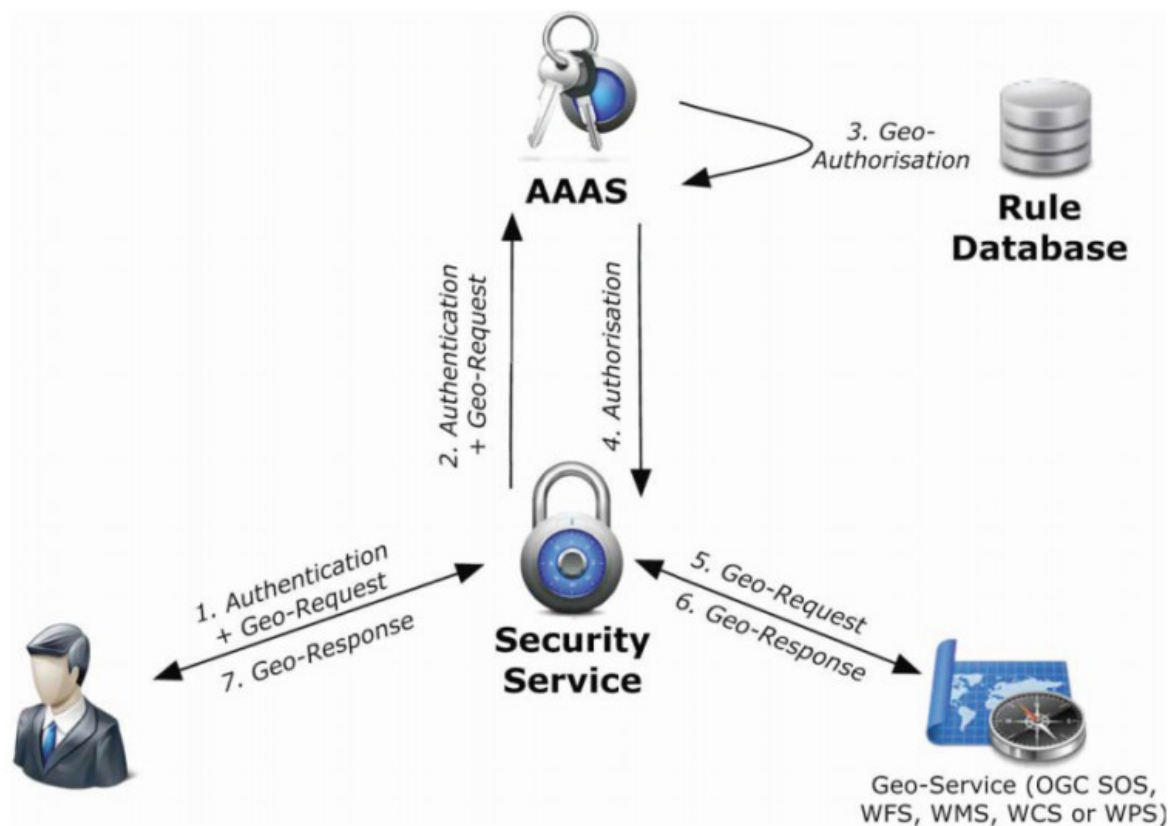 3. Geo-
Authorisation
AAAS
Rule
Database
2. Authentication
+ Geo-Request
4. Authorisation
1. Authentication
+ Geo-Request
7. Geo-Response
5. Geo-Request
6. Geo-Response
Security
Service
Geo-Service (OGC SOS,
WFS, WMS, WCS or WPS)